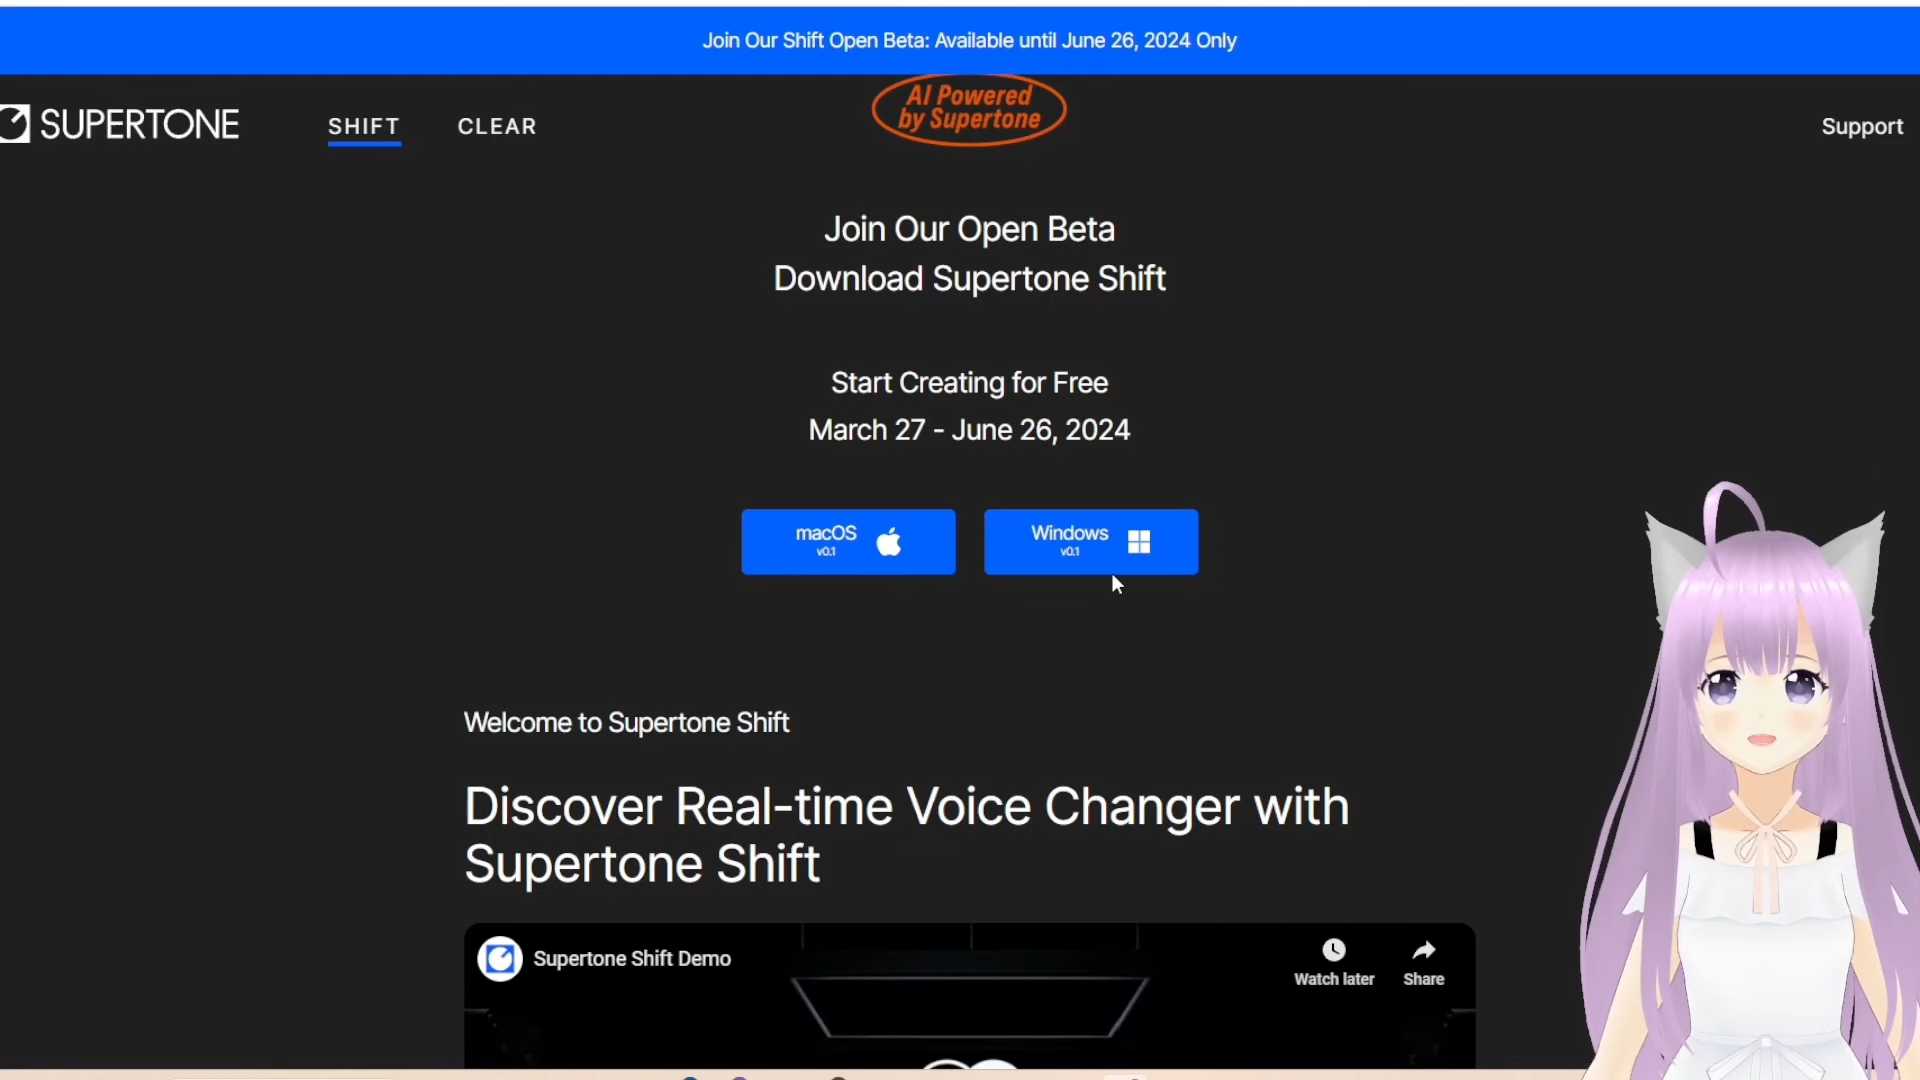 Join Our Shift Open Beta: Available until June 26, 2024 Only
SUPERTONE
SHIFT
CLEAR
AI Powered
by Supertone
Support
Join Our Open Beta
Download Supertone Shift
Start Creating for Free
March 27 - June 26, 2024
macOS
v0.1
Windows
v0.1
Welcome to Supertone Shift
Discover Real-time Voice Changer with
Supertone Shift
Supertone Shift Demo
Watch later
Share